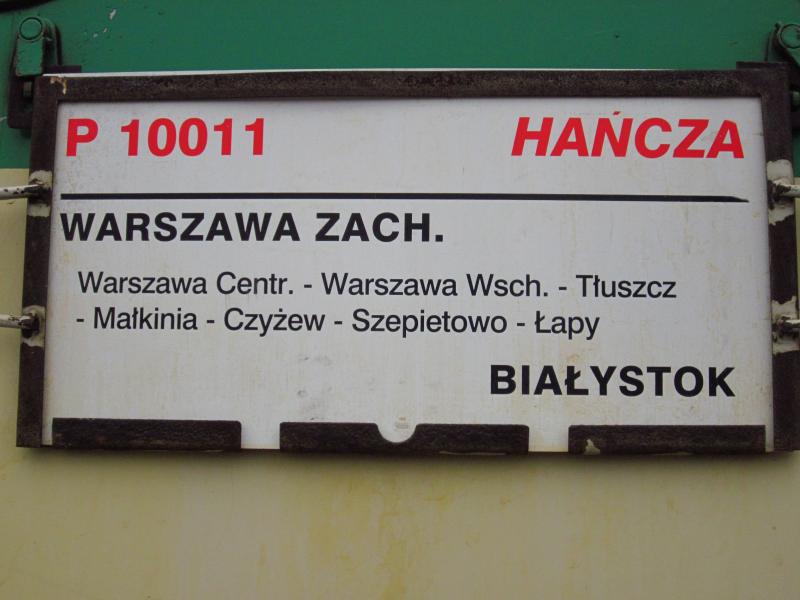 P 10011 HAŃCZA
WARSZAWA ZACH.
Warszawa Centr. - Warszawa Wsch. - Tłuszcz
- Małkinia - Czyżew - Szepietowo - Łapy
BIAŁYSTOK